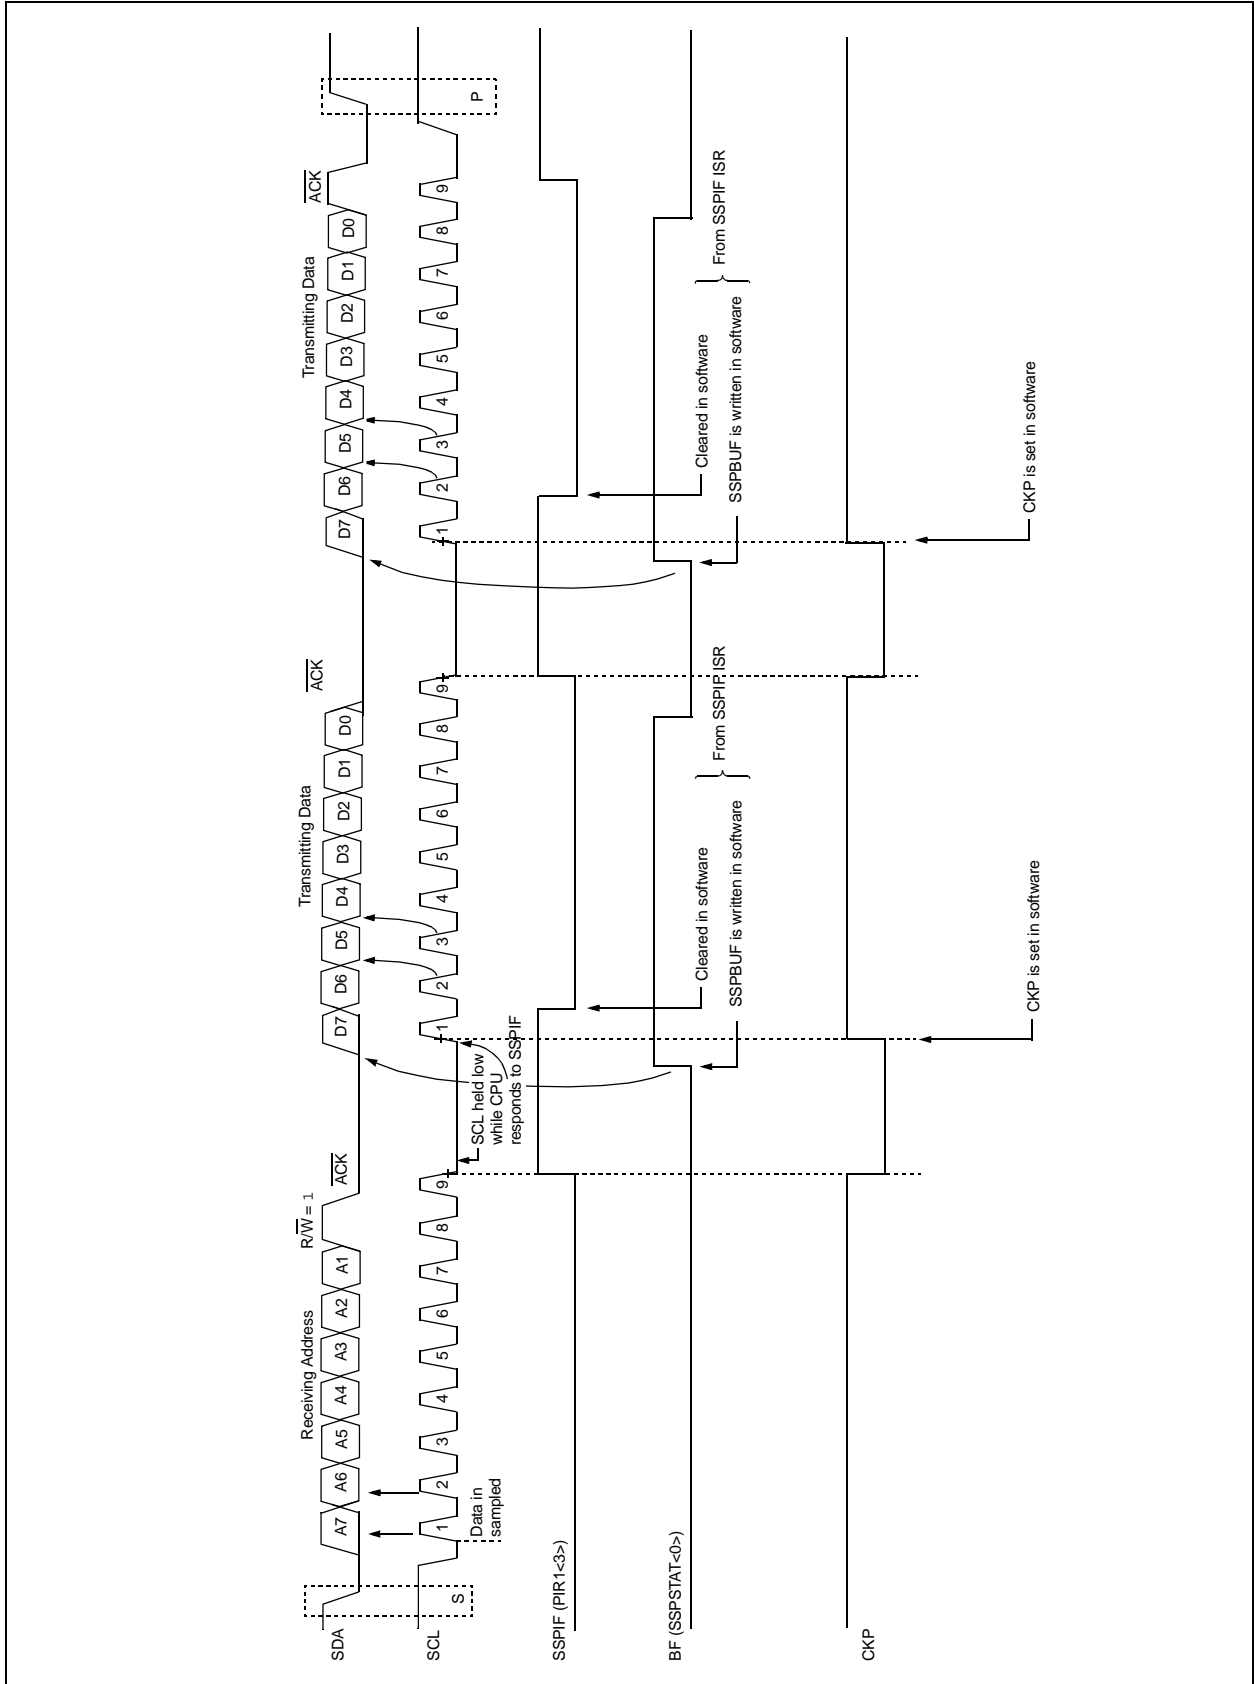 Receiving Address
R/W = 1
ACK
Transmitting Data
ACK
Transmitting Data
ACK
SDA
A7
A6
A5
A4
A3
A2
A1
D7
D6
D5
D4
D3
D2
D1
D0
D7
D6
D5
D4
D3
D2
D1
D0
SCL
S
1
2
3
4
5
6
7
8
9
1
2
3
4
5
6
7
8
9
1
2
3
4
5
6
7
8
9
P
Data in
sampled
SCL held low
while CPU
responds to SSPIF
SSPIF (PIR1<3>)
BF (SSPSTAT<0>)
Cleared in software
SSPBUF is written in software
From SSPIF ISR
Cleared in software
SSPBUF is written in software
From SSPIF ISR
CKP
CKP is set in software
CKP is set in software